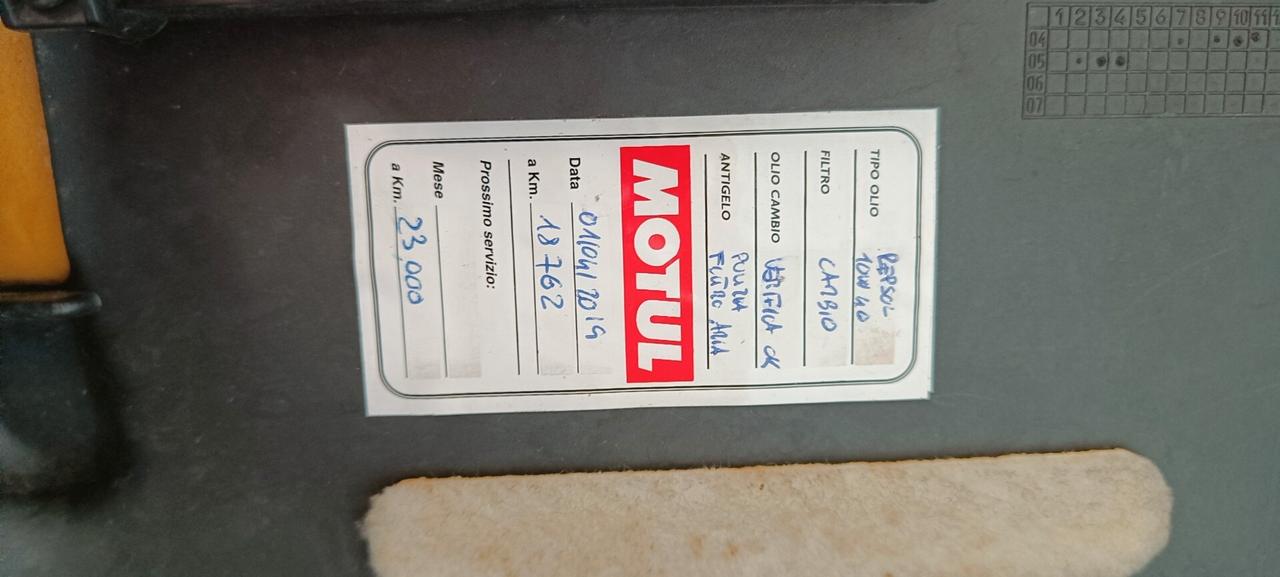 TIPO OLIO REPSOL
10W40
FILTRO CAMBIO
OLIO CAMBIO VERIFICA OK
ANTIGELO PULIZIA
FILTRO ARIA
MOTUL
Data 01/04/2019
a Km. 18762
Prossimo servizio:
Mese
a Km. 23,000
1 2 3 4 5 6 7 8 9 10 11
04
05
06
07